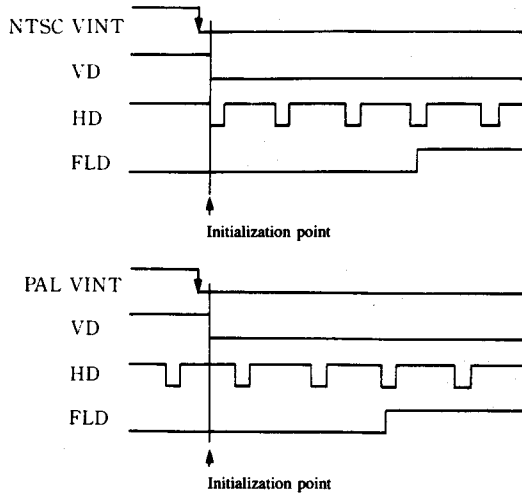 NTSC VINT
VD
HD
FLD
Initialization point
PAL VINT
VD
HD
FLD
Initialization point